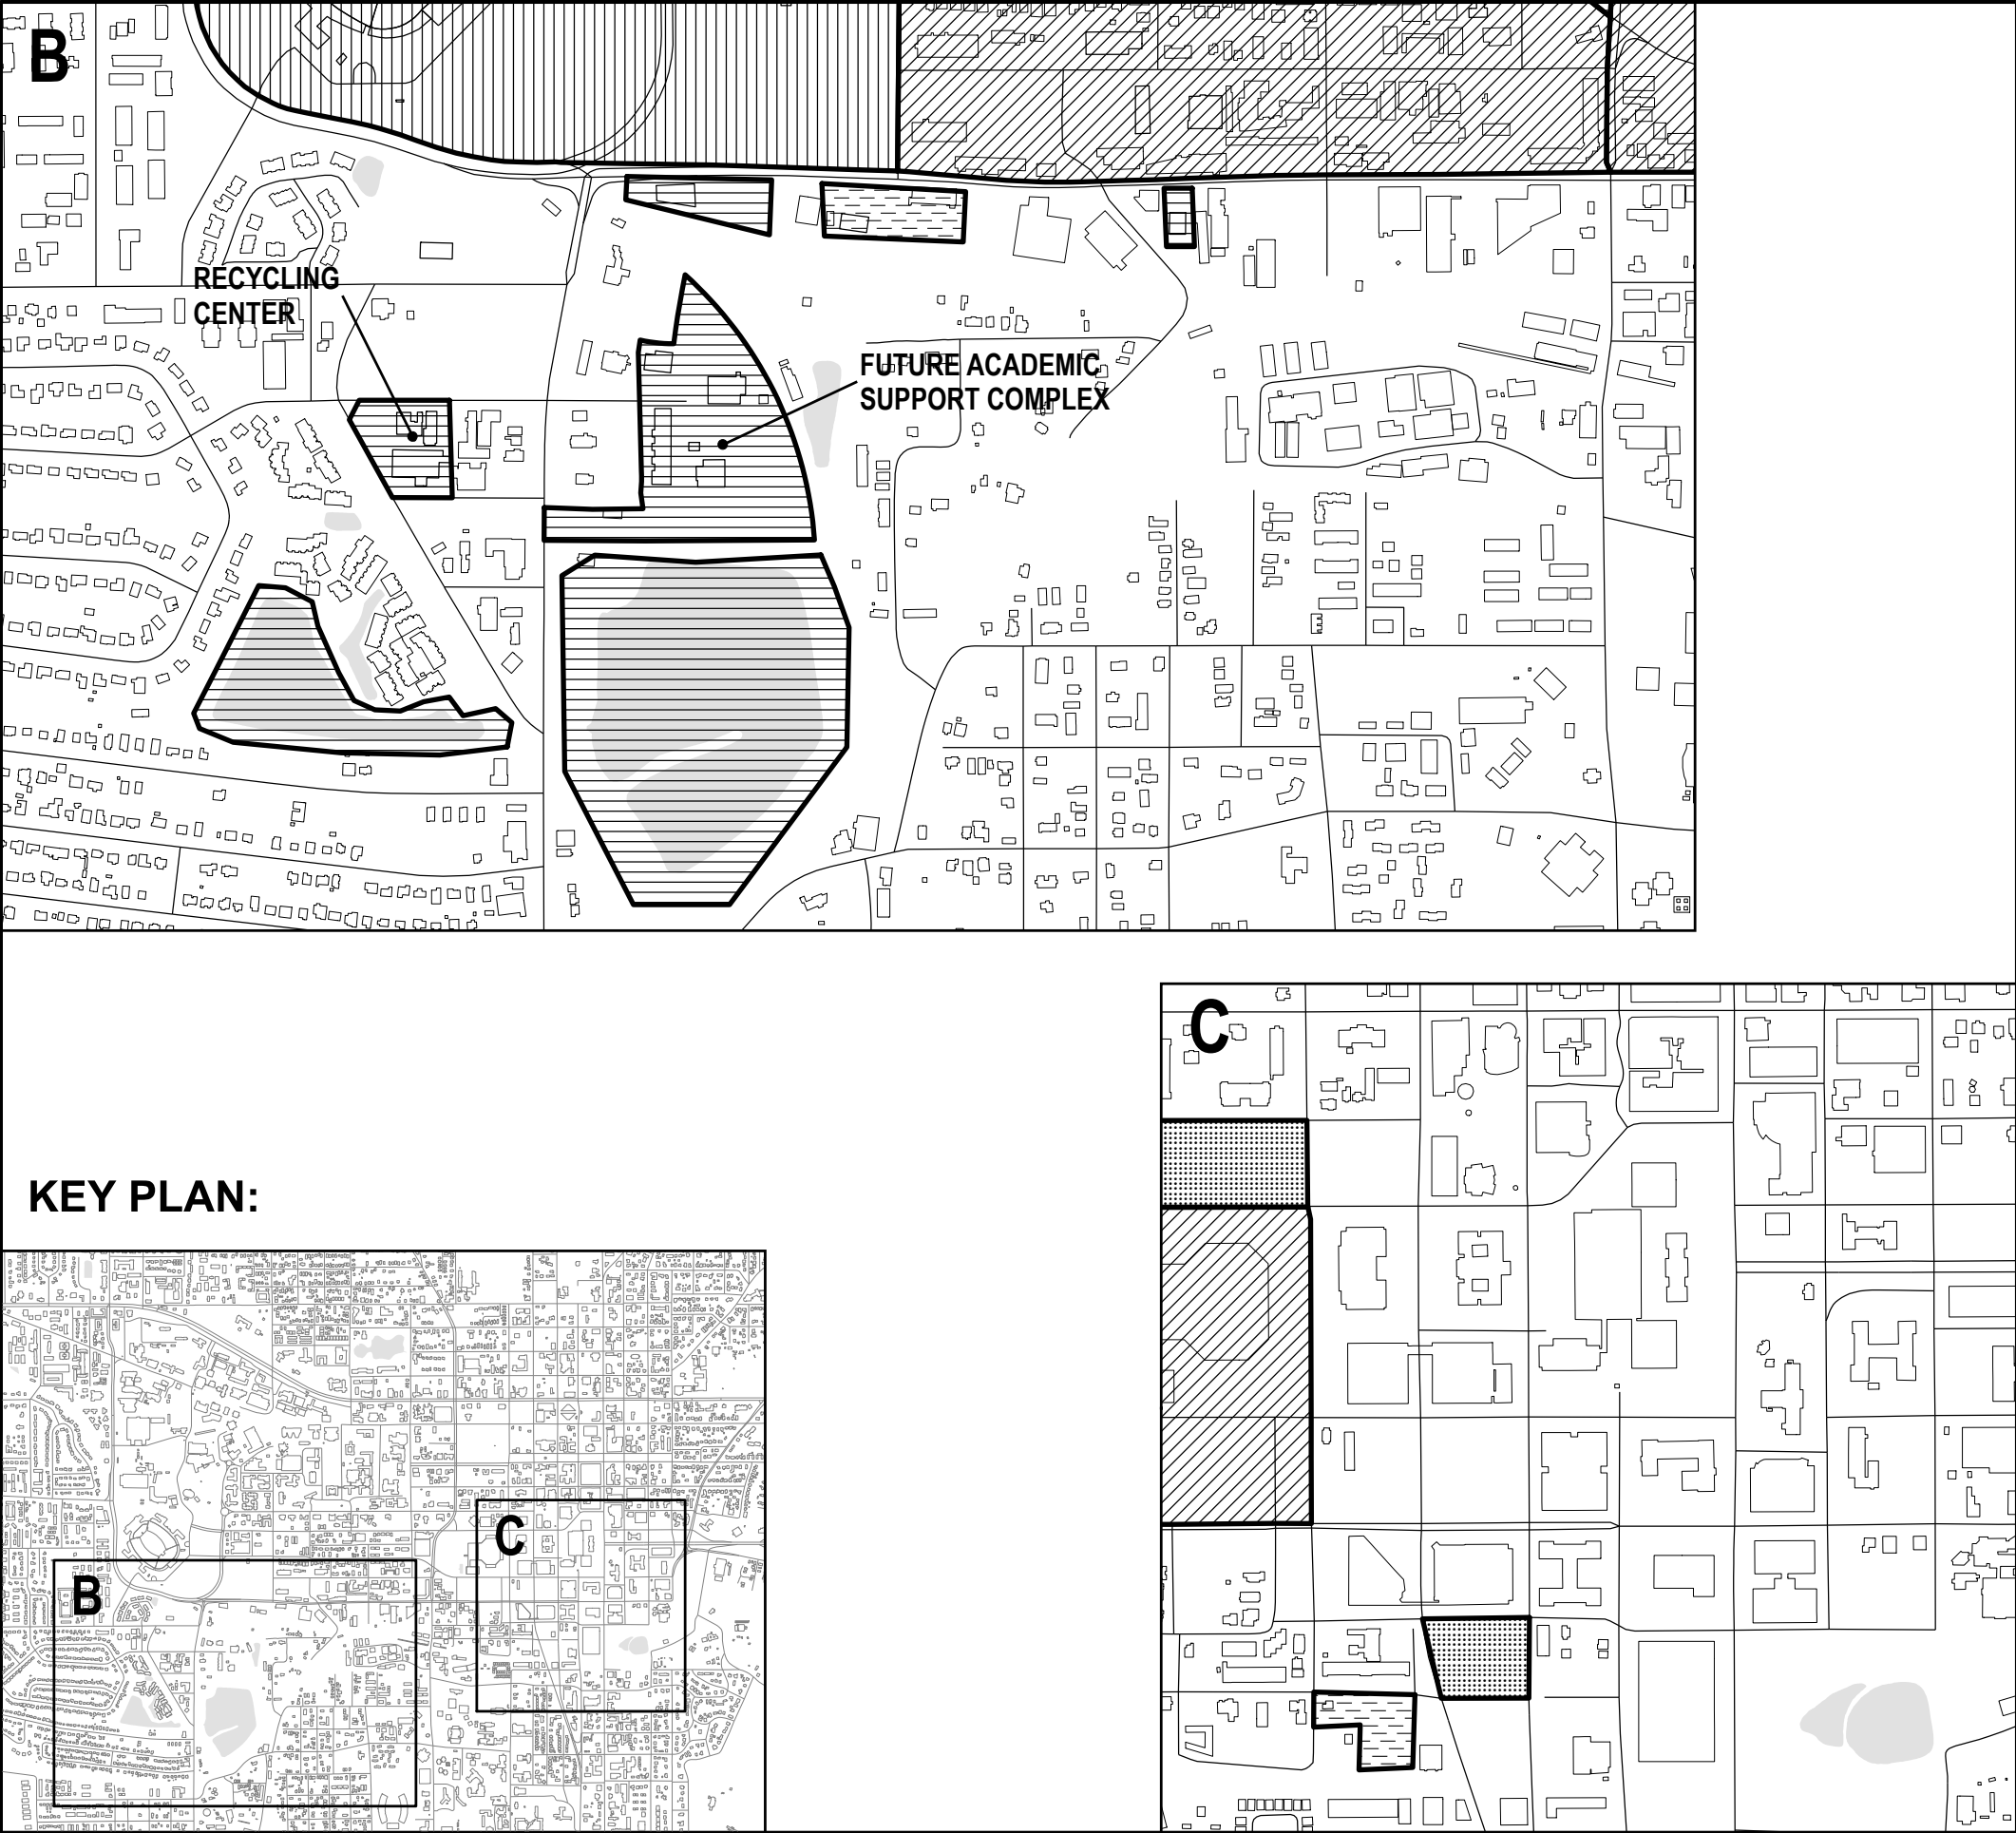 B
RECYCLING
CENTER
FUTURE ACADEMIC
SUPPORT COMPLEX
C
KEY PLAN:
C
B